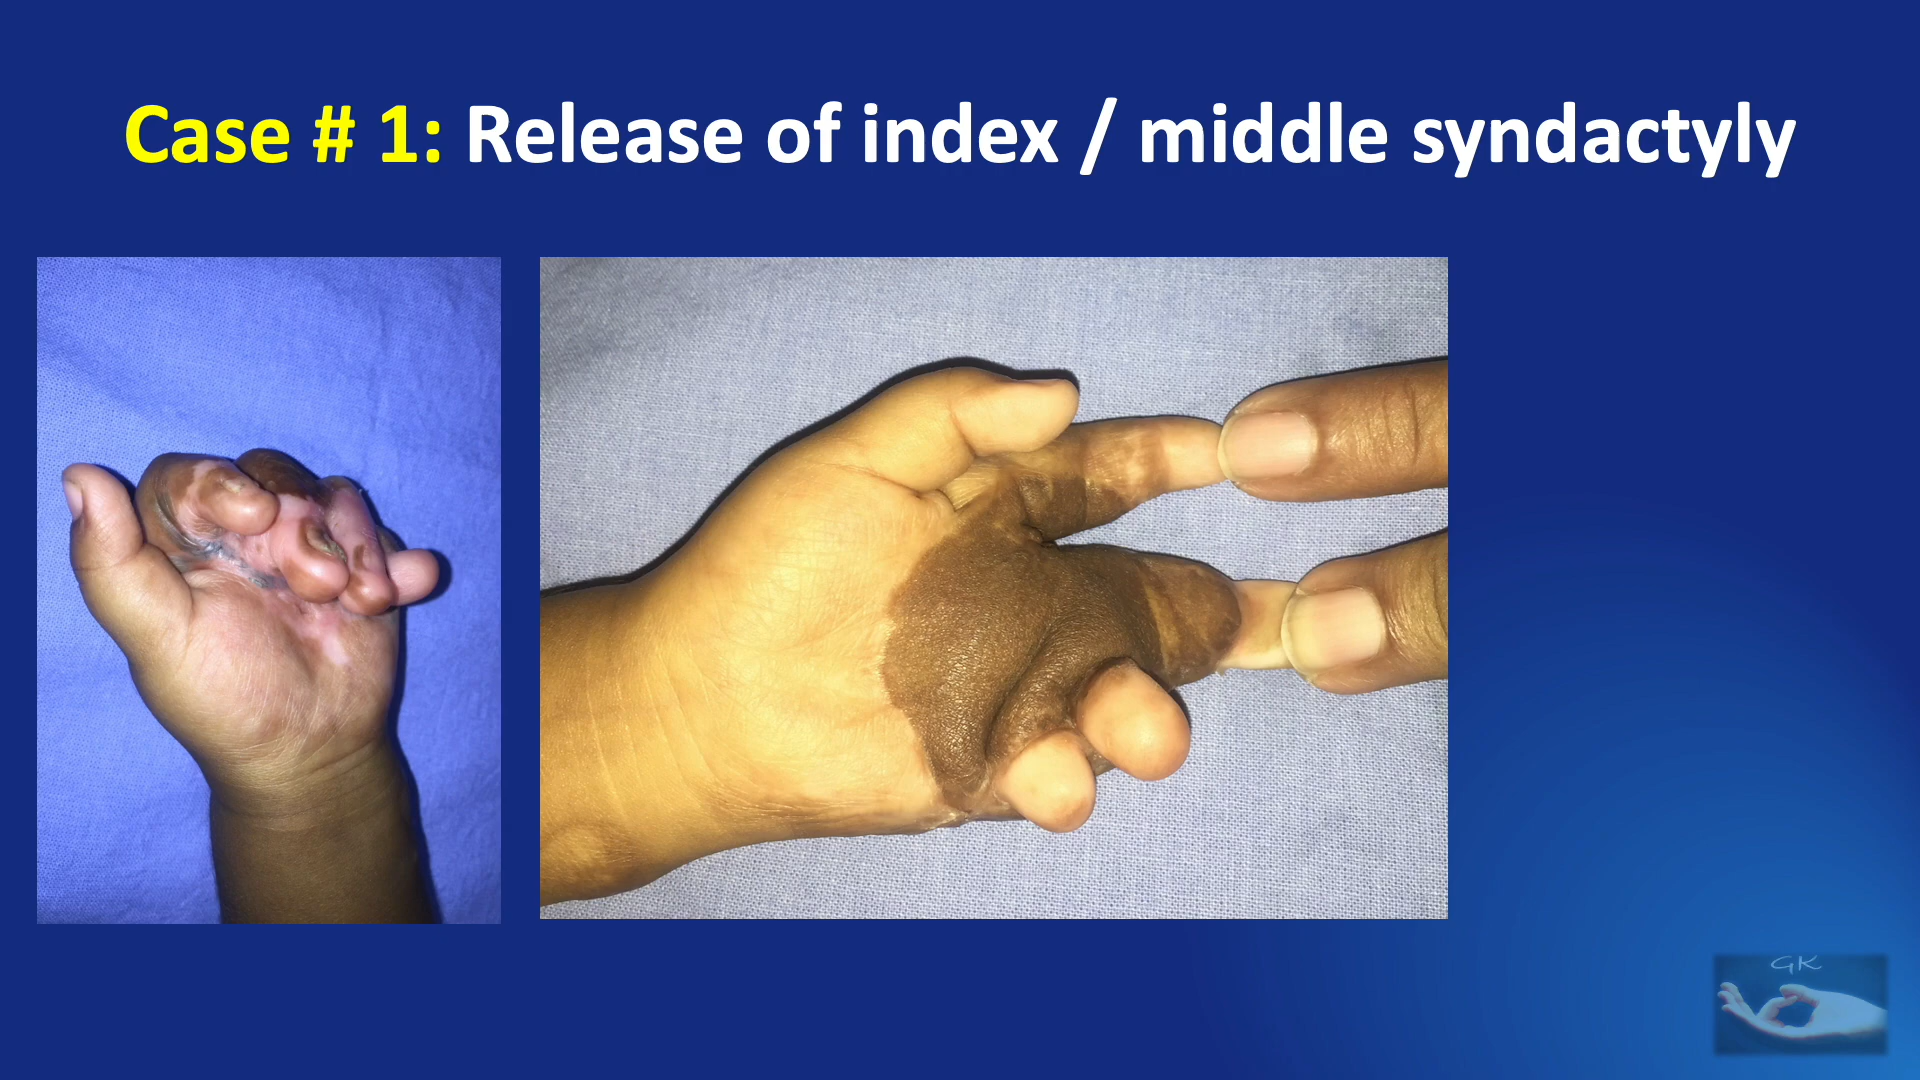 Case # 1: Release of index / middle syndactyly
GK